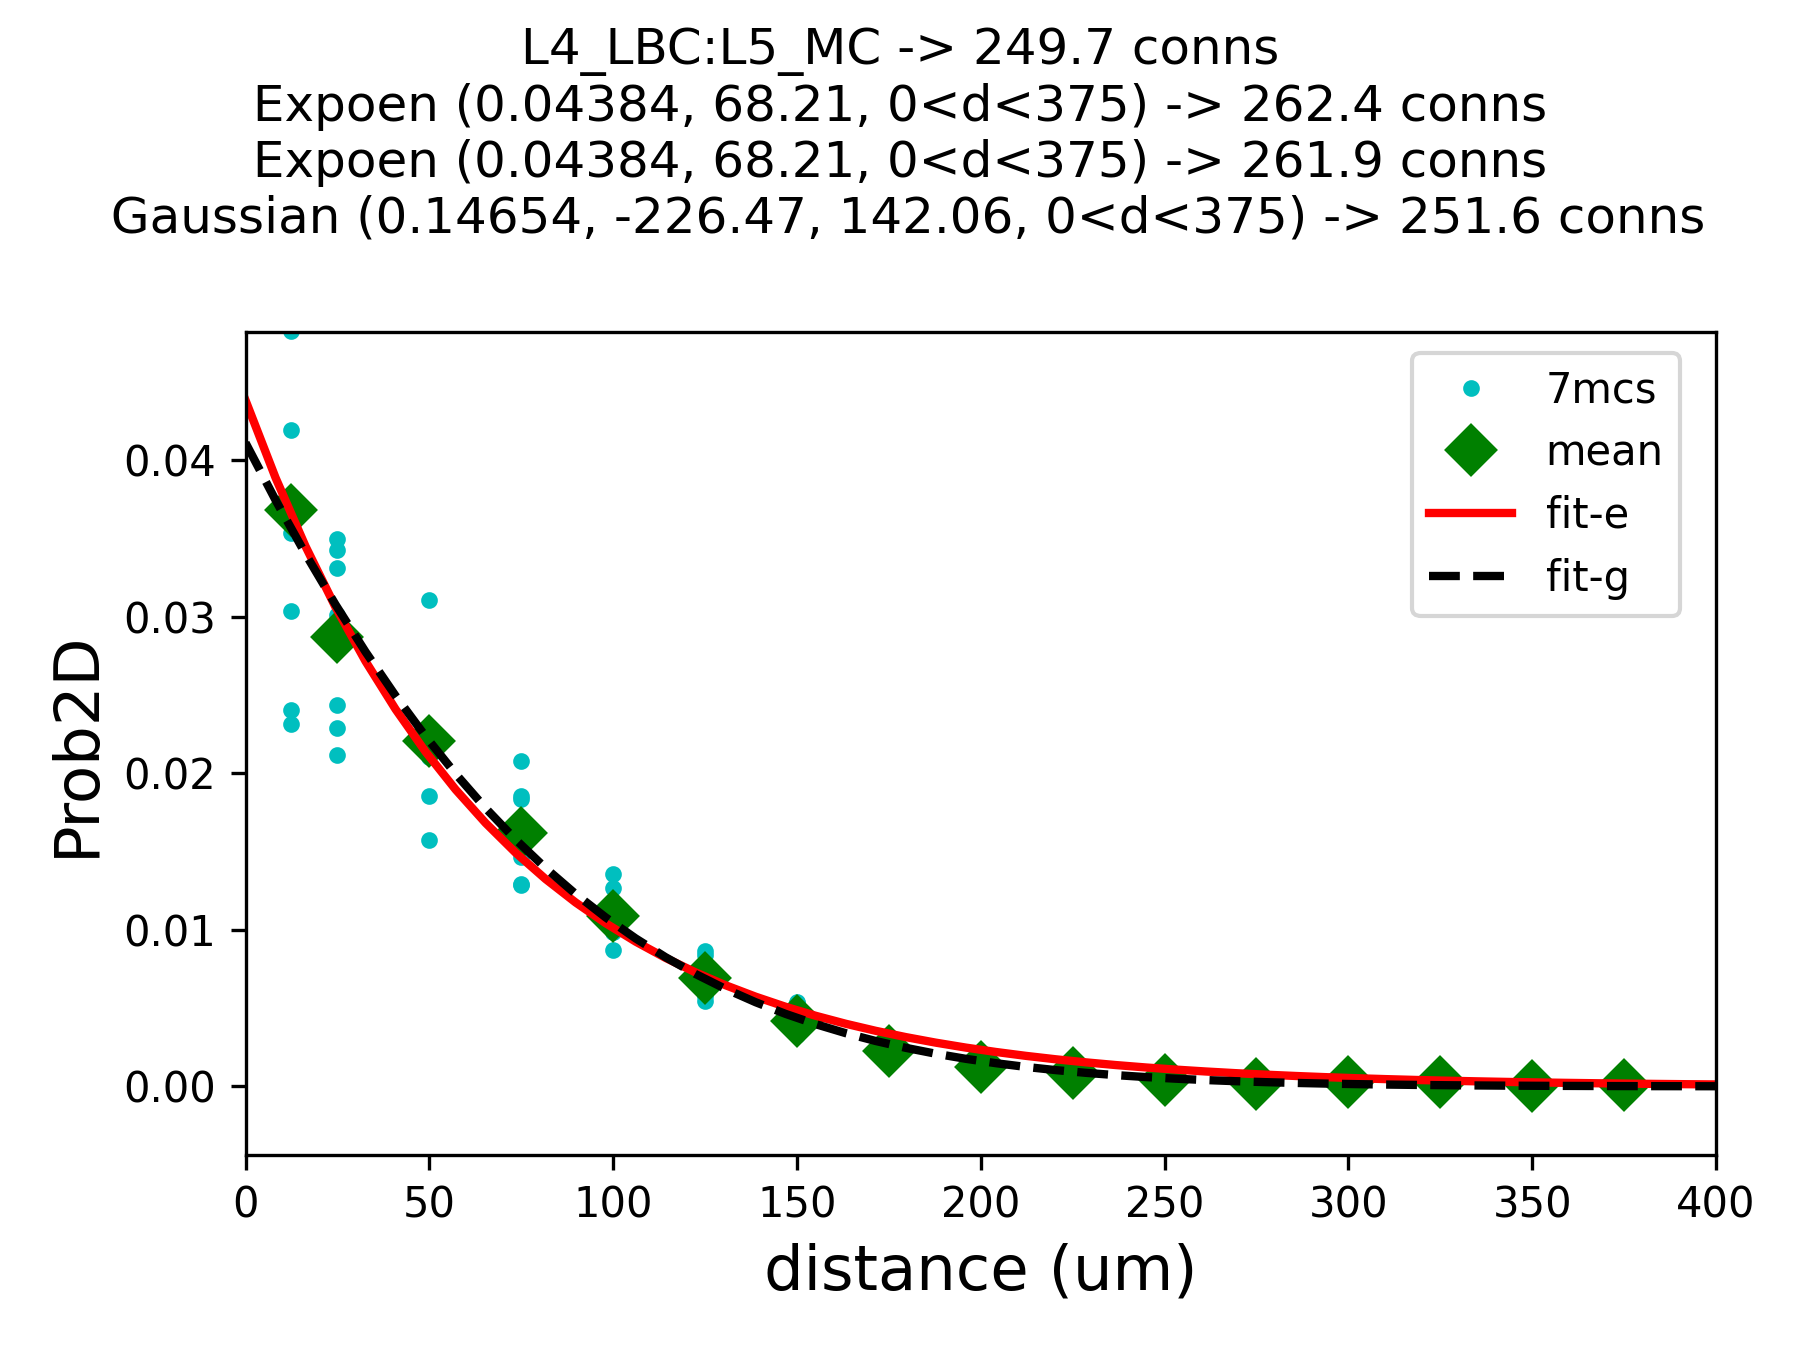 L4_LBC:L5_MC -> 249.7 conns
Expoen (0.04384, 68.21, 0<d<375) -> 262.4 conns
Expoen (0.04384, 68.21, 0<d<375) -> 261.9 conns
Gaussian (0.14654, -226.47, 142.06, 0<d<375) -> 251.6 conns
7mcs
mean
fit-e
fit-g
Prob2D
0.04
0.03
0.02
0.01
0.00
0 50 100 150 200 250 300 350 400
distance (um)